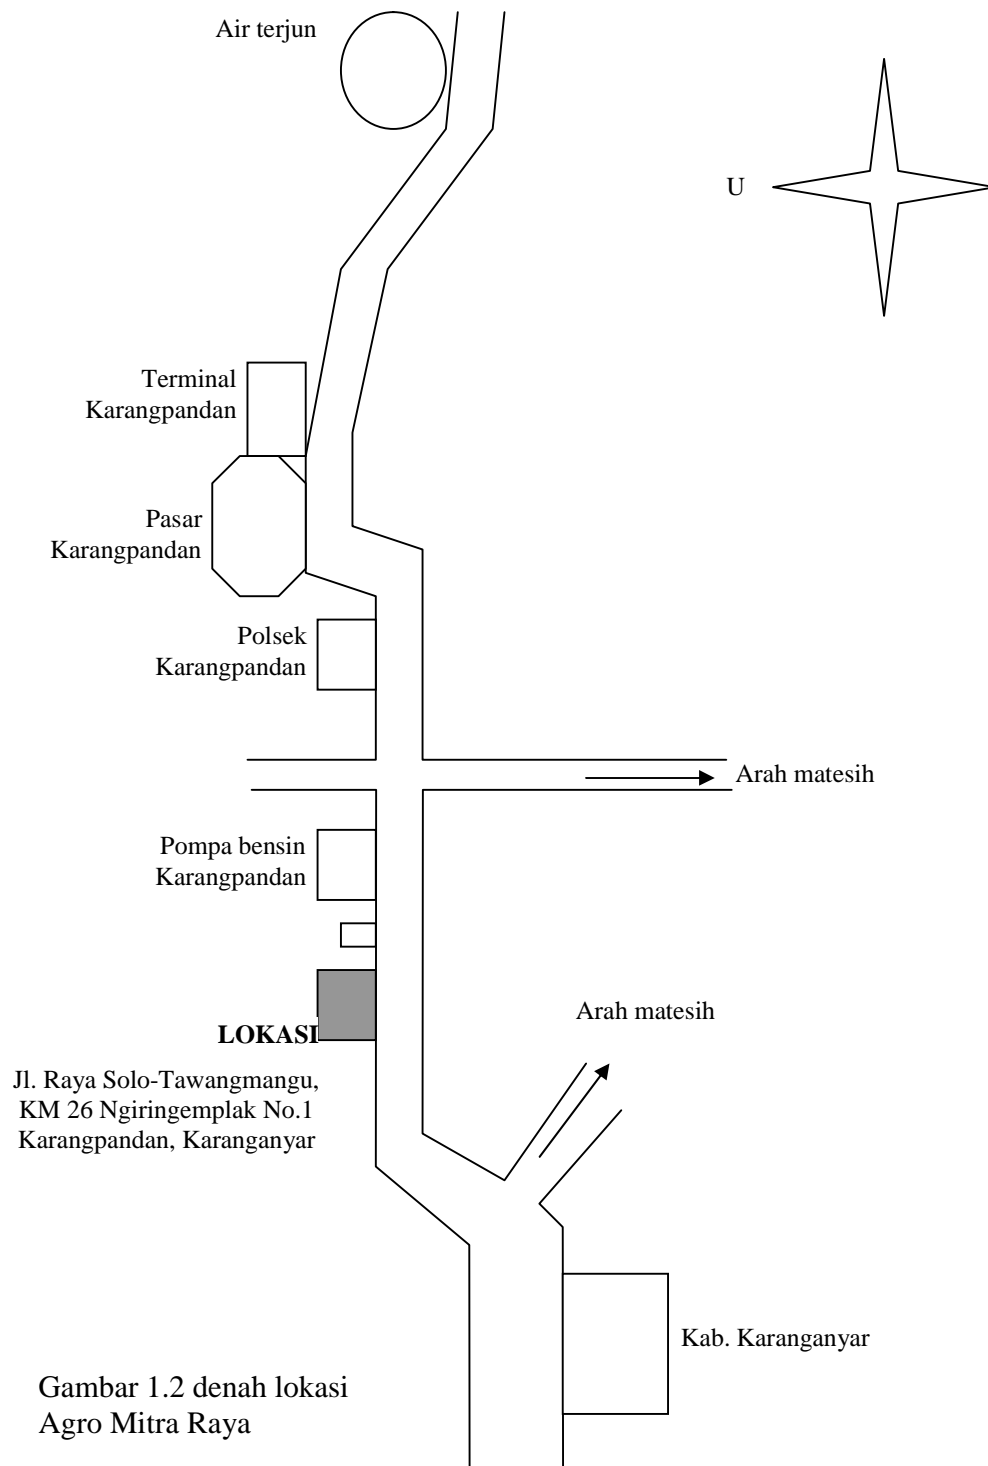 Air terjun
U
Terminal
Karangpandan
Pasar
Karangpandan
Polsek
Karangpandan
Arah matesih
Pompa bensin
Karangpandan
Arah matesih
LOKASI
Jl. Raya Solo-Tawangmangu,
KM 26 Ngiringemplak No.1
Karangpandan, Karanganyar
Kab. Karanganyar
Gambar 1.2 denah lokasi
Agro Mitra Raya